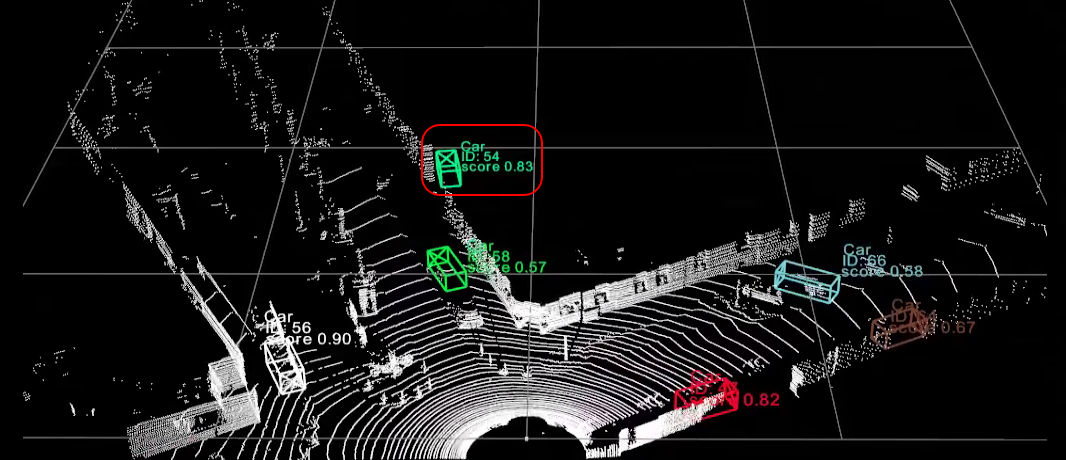 Car
ID: 54
score 0.83
Car
58
score 0.57
Car
ID: 66
score 0.58
Car
score 0.67
Car
ID: 56
score 0.90
Car
0.82